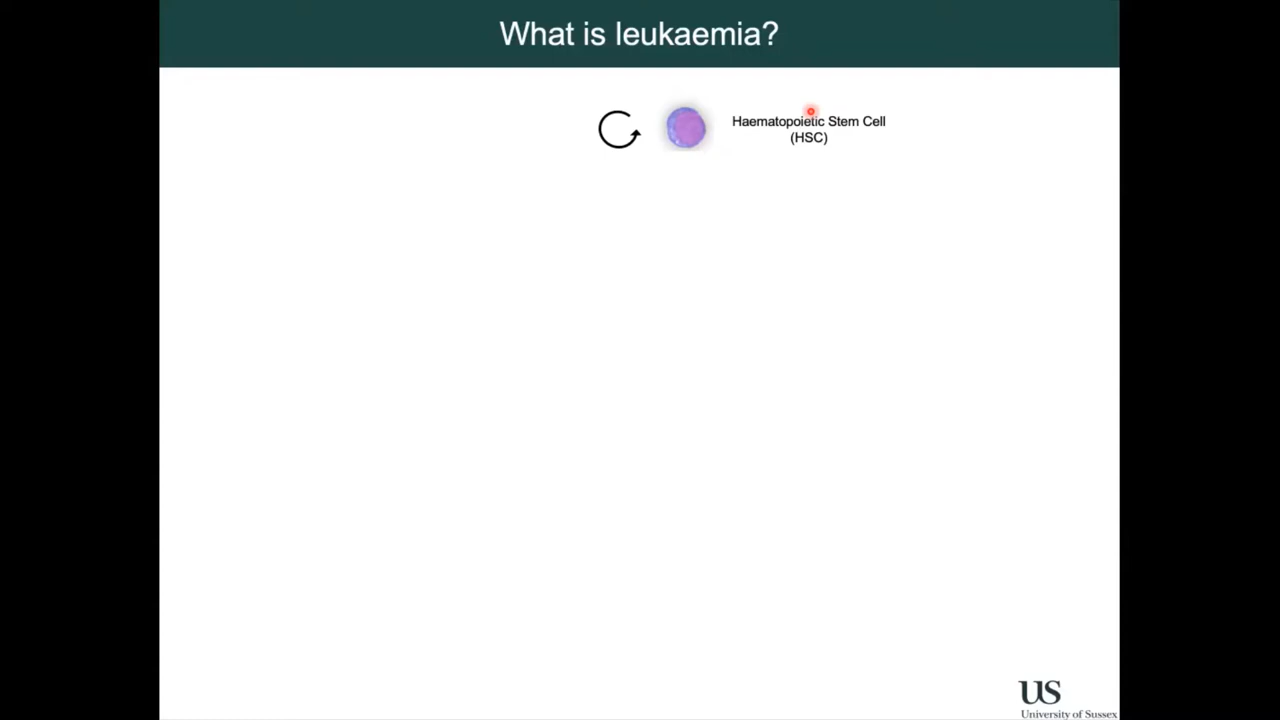 What is leukaemia?
Haematopoietic Stem Cell
(HSC)
US
University of Sussex